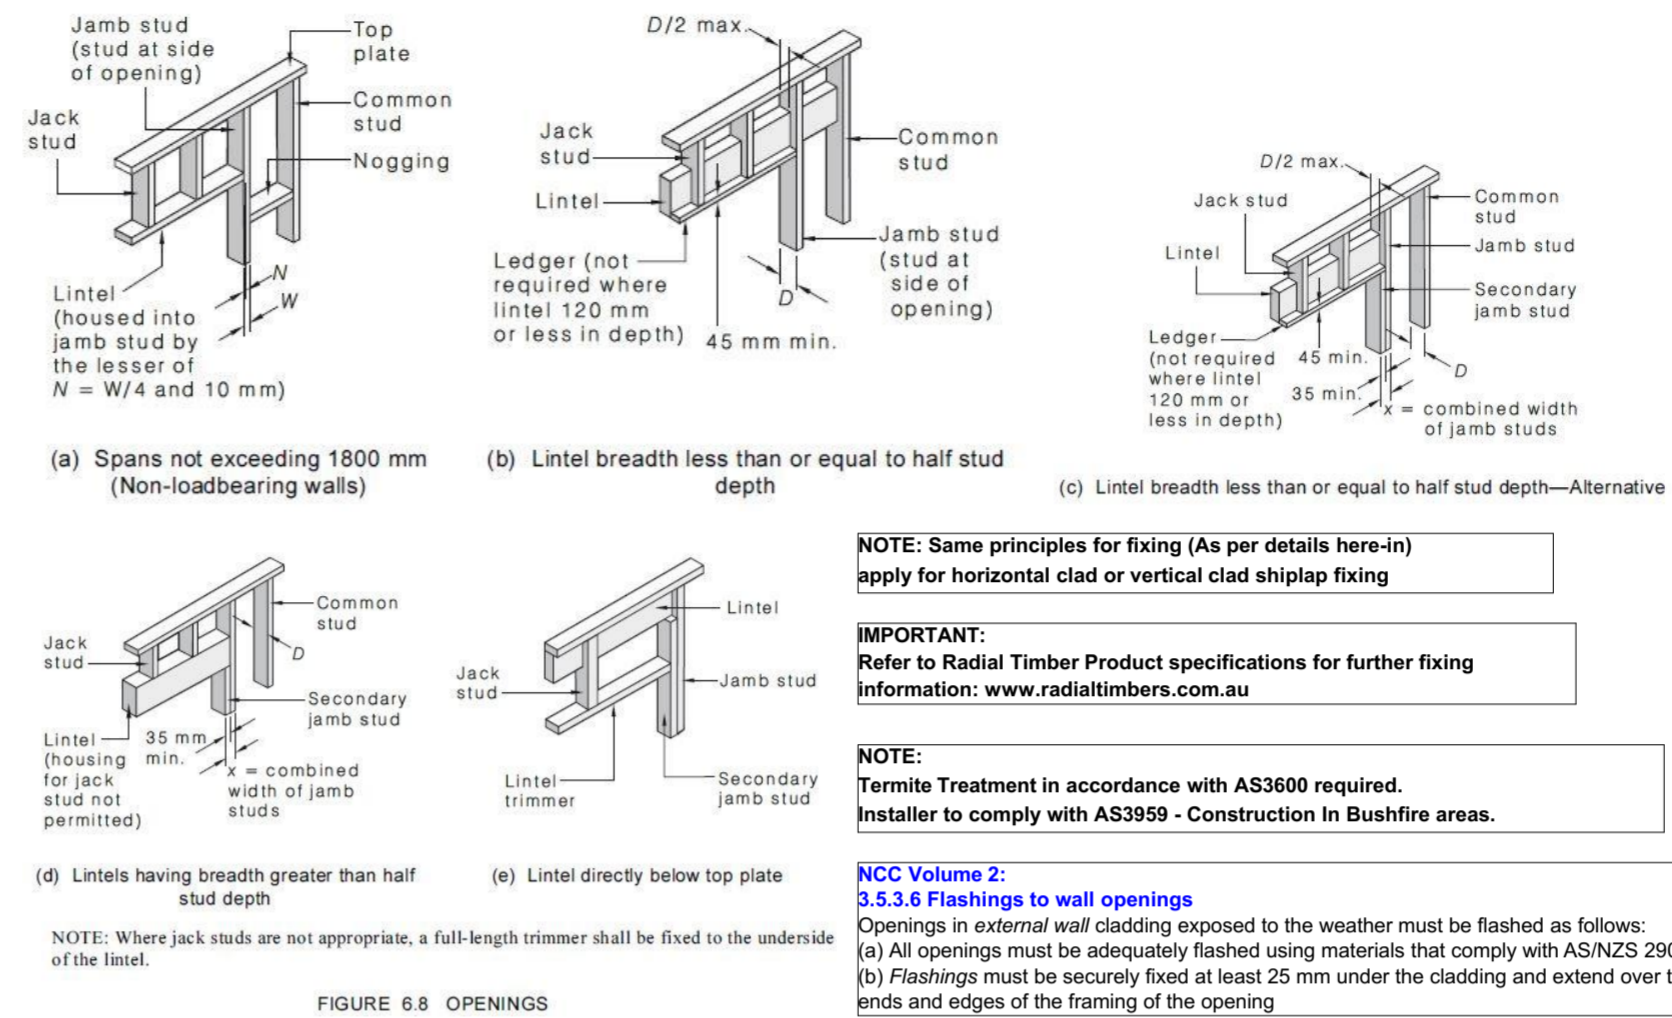 Jamb stud
(stud at side
of opening)
Top
plate
Common
stud
Jack
stud
Nogging
N
W
Lintel
(housed into
jamb stud by
the lesser of
N = W/4 and 10 mm)
(a) Spans not exceeding 1800 mm
(Non-loadbearing walls)
D/2 max.
Jack
stud
Common
stud
Lintel
Jamb stud
(stud at
side of
opening)
Ledger (not
required where
lintel 120 mm
or less in depth)
D
45 mm min.
(b) Lintel breadth less than or equal to half stud
depth
D/2 max.
Jack stud
Common
stud
Jamb stud
Lintel
Secondary
jamb stud
Ledger
(not required
where lintel
120 mm or
less in depth)
45 min.
35 min.
D
x = combined width
of jamb studs
(c) Lintel breadth less than or equal to half stud depth—Alternative
Common
stud
Jack
stud
D
Secondary
jamb stud
Lintel
(housing
for jack
stud not
permitted)
35 mm
min.
x = combined
width of jamb
studs
(d) Lintels having breadth greater than half
stud depth
Lintel
Jack
stud
Jamb stud
Lintel
trimmer
Secondary
jamb stud
(e) Lintel directly below top plate
NOTE: Where jack studs are not appropriate, a full-length trimmer shall be fixed to the underside
of the lintel.
FIGURE 6.8 OPENINGS
NOTE: Same principles for fixing (As per details here-in)
apply for horizontal clad or vertical clad shiplap fixing
IMPORTANT:
Refer to Radial Timber Product specifications for further fixing
information: www.radialtimbers.com.au
NOTE:
Termite Treatment in accordance with AS3600 required.
Installer to comply with AS3959 - Construction In Bushfire areas.
NCC Volume 2:
3.5.3.6 Flashings to wall openings
Openings in external wall cladding exposed to the weather must be flashed as follows:
(a) All openings must be adequately flashed using materials that comply with AS/NZS
(b) Flashings must be securely fixed at least 25 mm under the cladding and extend over
ends and edges of the framing of the opening